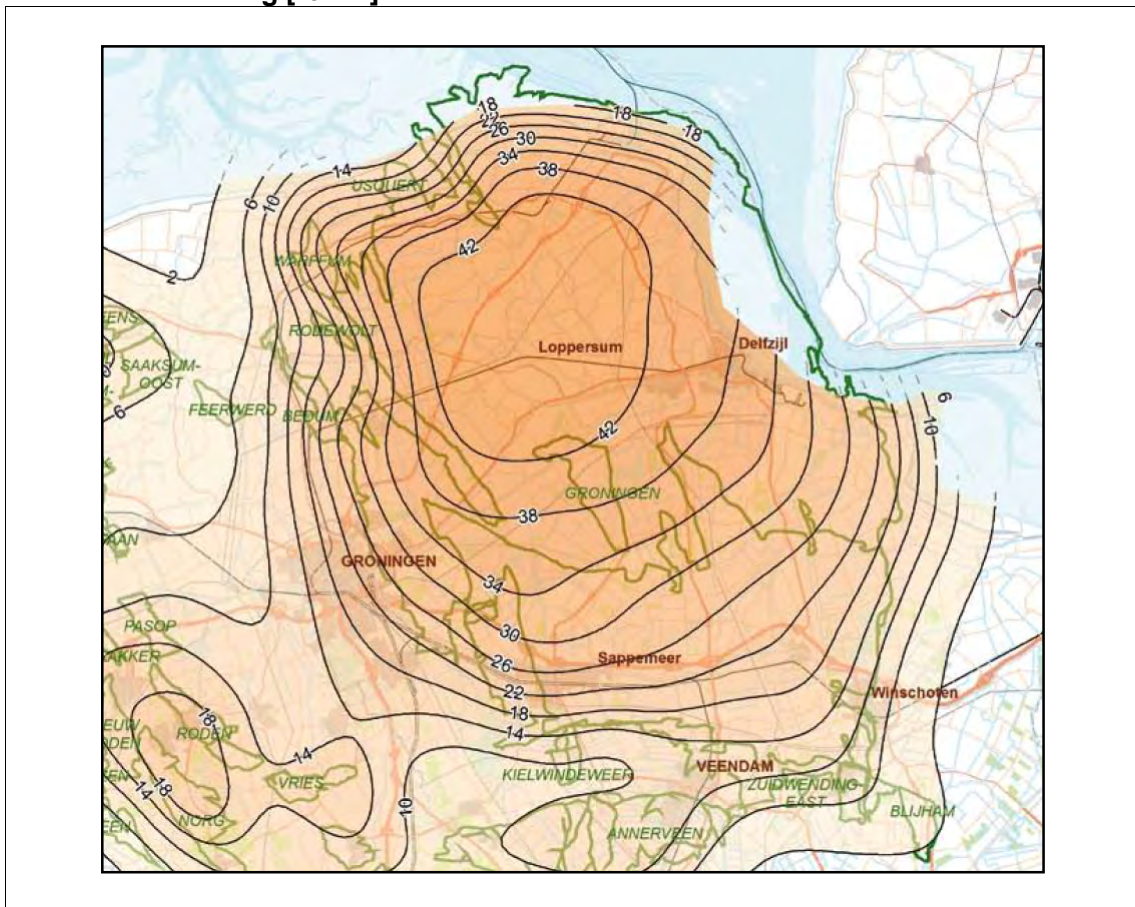 18
22
26
30
34
38
18
18
14
USQUERT
6
10
42
WARFFUM
2
RODEWOLT
Loppersum
Delfzijl
SAAKSUM-
OOST
FEERWERD
BEDUM
6
6
10
42
GRONINGEN
38
GRONINGEN
34
PASOP
30
26
Sappemeer
22
Winschoten
18
18
RODEN
14
14
KIELWINDEWEER
VEENDAM
ZUIDWENDING-
EAST
VRIES
18
14
10
BLIJHAM
NORG
ANNERVEEN